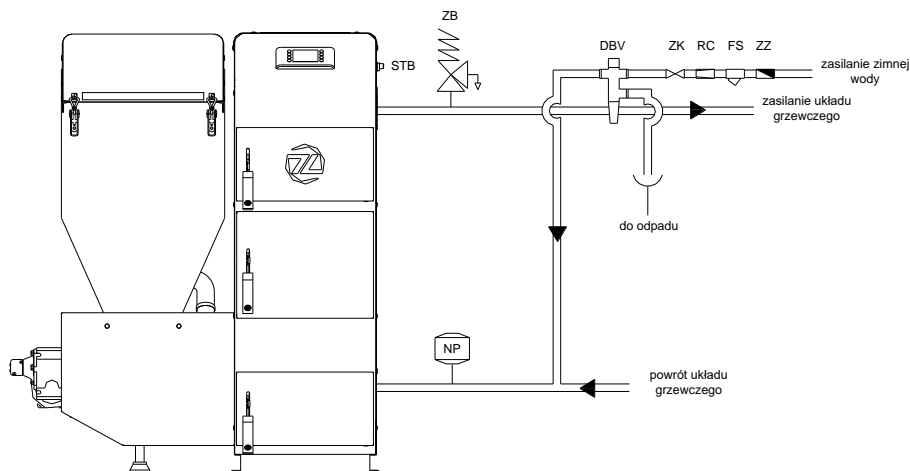 ZB
STB
DBV
ZK
RC
FS
ZZ
zasilanie zimnej
wody
zasilanie układu
grzewczego
do odpadu
NP
powrót układu
grzewczego